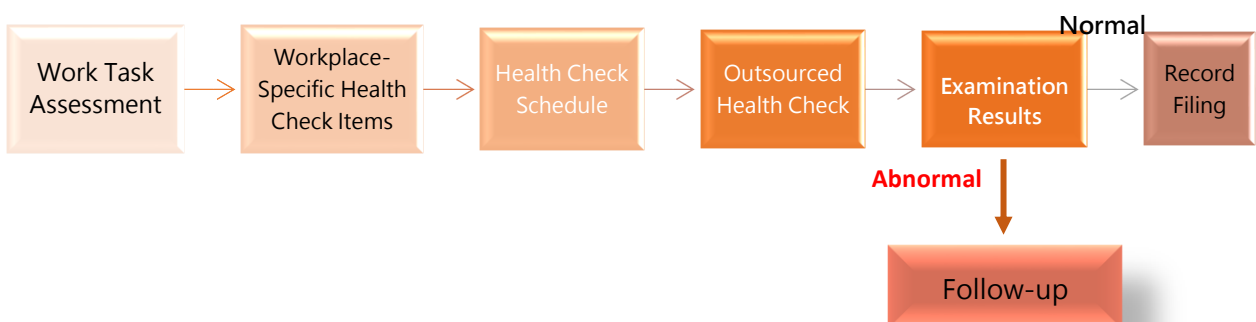 Work Task
Assessment
Workplace-
Specific Health
Check Items
Health Check
Schedule
Outsourced
Health Check
Examination
Results
Normal
Record
Filing
Abnormal
Follow-up